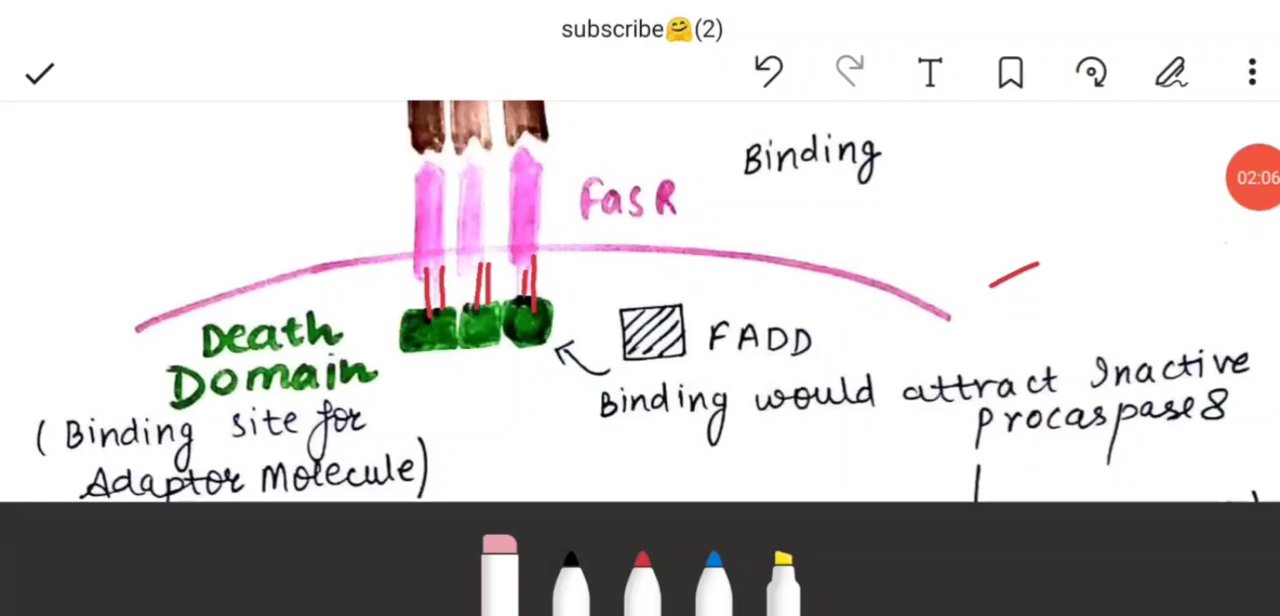 subscribe🤗(2)
Binding
02:06
FasR
Death
Domain
(Binding site for
Adaptor Molecule)
FADD
Binding would attract Inactive
procaspase8